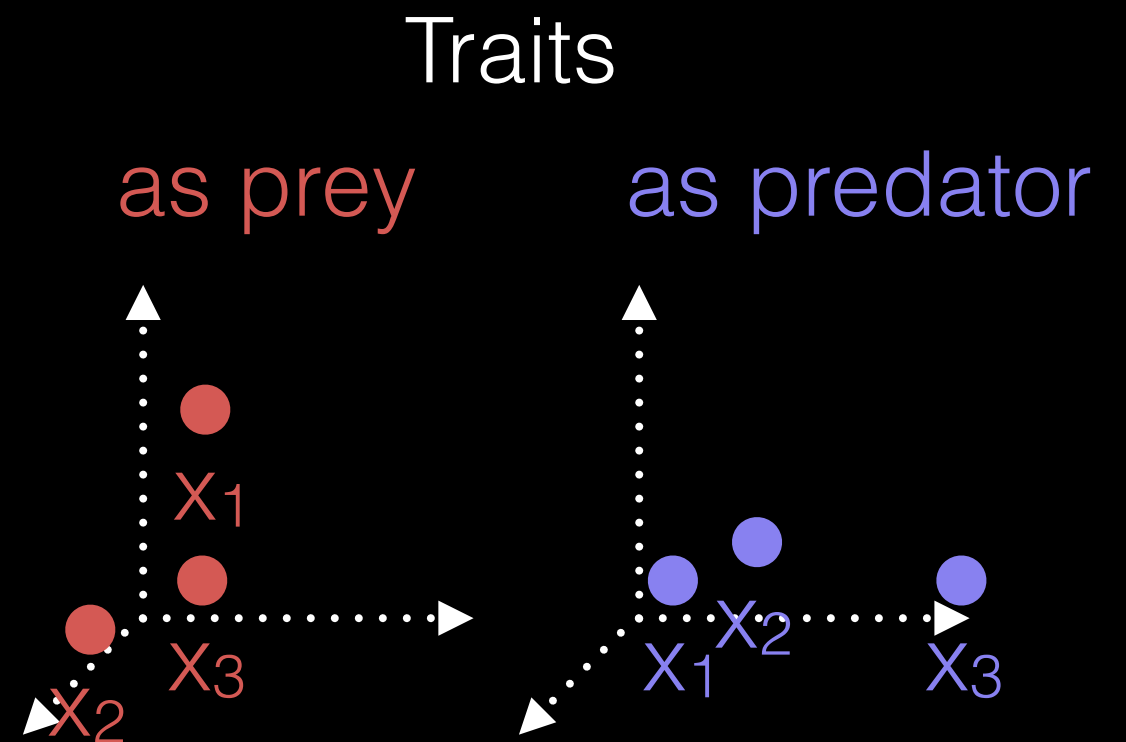 Traits
as prey
as predator
X1
X3
X2
X1
X2
X3